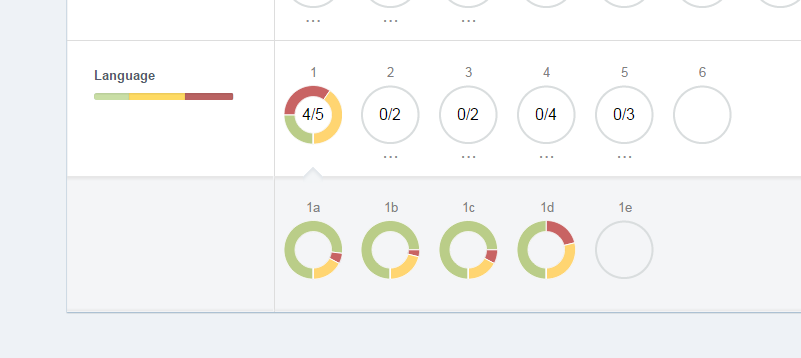 ... ... ...
Language
1 2 3 4 5 6
4/5 0/2 0/2 0/4 0/3
... ... ... ...
1a 1b 1c 1d 1e